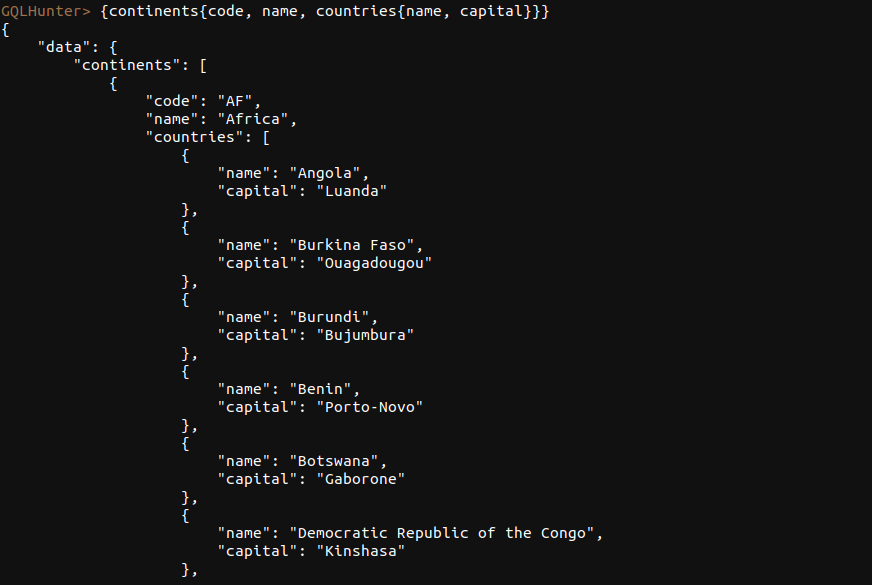 GQLHunter> {continents{code, name, countries{name, capital}}}
{
    "data": {
        "continents": [
            {
                "code": "AF",
                "name": "Africa",
                "countries": [
                    {
                        "name": "Angola",
                        "capital": "Luanda"
                    },
                    {
                        "name": "Burkina Faso",
                        "capital": "Ouagadougou"
                    },
                    {
                        "name": "Burundi",
                        "capital": "Bujumbura"
                    },
                    {
                        "name": "Benin",
                        "capital": "Porto-Novo"
                    },
                    {
                        "name": "Botswana",
                        "capital": "Gaborone"
                    },
                    {
                        "name": "Democratic Republic of the Congo",
                        "capital": "Kinshasa"
                    },